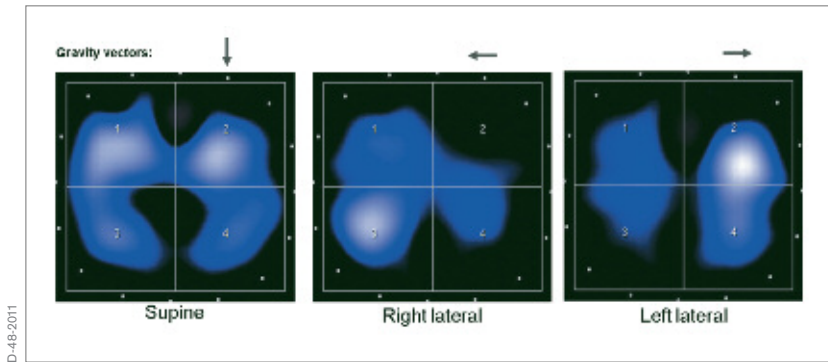 Gravity vectors:
1 2
3 4
1 2
3 4
1 2
3 4
Supine
Right lateral
Left lateral
D-48-2011